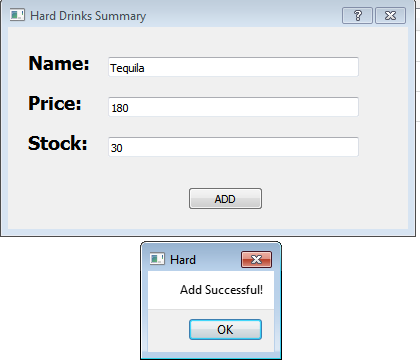 Hard Drinks Summary
Name: Tequila
Price: 180
Stock: 30
ADD
Hard
Add Successful!
OK